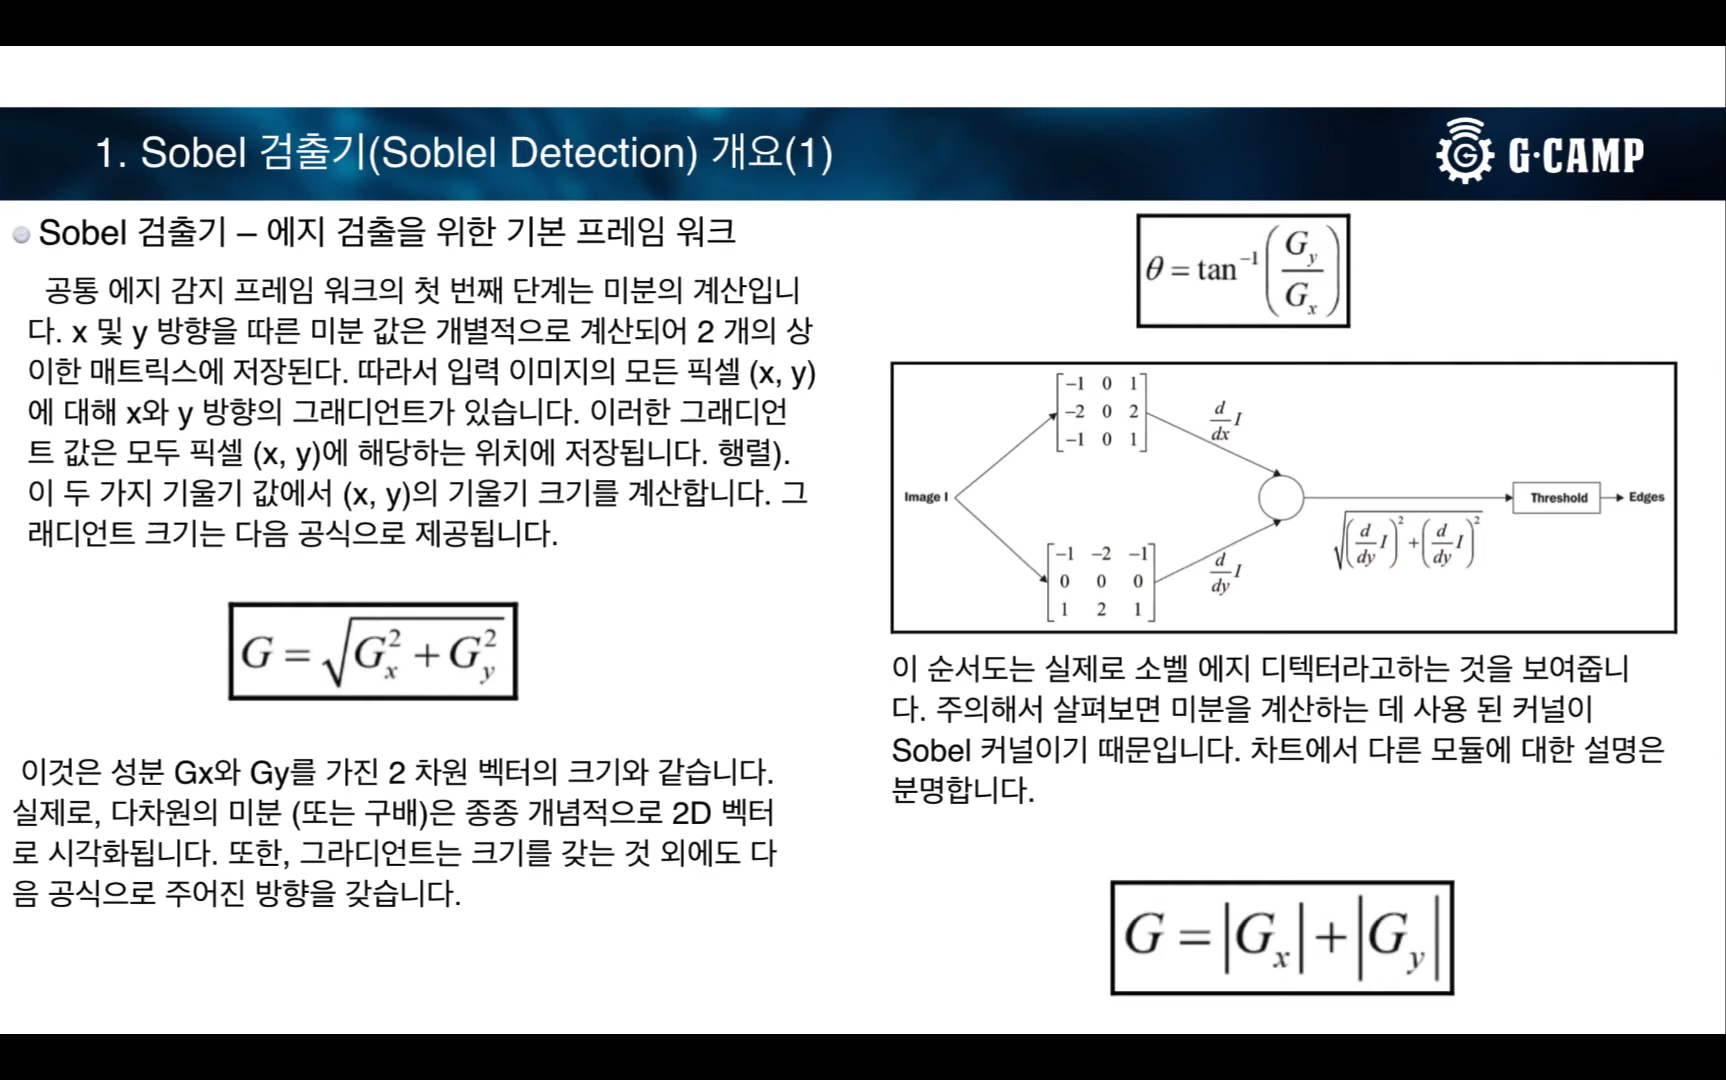 1. Sobel 검출기(Soblel Detection) 개요(1)
G·CAMP
Sobel 검출기 – 에지 검출을 위한 기본 프레임 워크
공통 에지 감지 프레임 워크의 첫 번째 단계는 미분의 계산입니
다. x 및 y 방향을 따른 미분 값은 개별적으로 계산되어 2 개의 상
이한 매트릭스에 저장된다. 따라서 입력 이미지의 모든 픽셀 (x, y)
에 대해 x와 y 방향의 그래디언트가 있습니다. 이러한 그래디언
트 값은 모두 픽셀 (x, y)에 해당하는 위치에 저장됩니다. 행렬).
이 두 가지 기울기 값에서 (x, y)의 기울기 크기를 계산합니다. 그
래디언트 크기는 다음 공식으로 제공됩니다.
G = √(G_x^2 + G_y^2)
이것은 성분 Gx와 Gy를 가진 2 차원 벡터의 크기와 같습니다.
실제로, 다차원의 미분 (또는 구배)은 종종 개념적으로 2D 벡터
로 시각화됩니다. 또한, 그라디언트는 크기를 갖는 것 외에도 다
음 공식으로 주어진 방향을 갖습니다.
θ = tan^-1 (G_y / G_x)
-1 0 1
-2 0 2
-1 0 1
d/dx I
Image I
Threshold
Edges
√((d/dy I)^2 + (d/dy I)^2)
-1 -2 -1
0 0 0
1 2 1
d/dy I
이 순서도는 실제로 소벨 에지 디텍터라고하는 것을 보여줍니
다. 주의해서 살펴보면 미분을 계산하는 데 사용 된 커널이
Sobel 커널이기 때문입니다. 차트에서 다른 모듈에 대한 설명은
분명합니다.
G = |G_x| + |G_y|